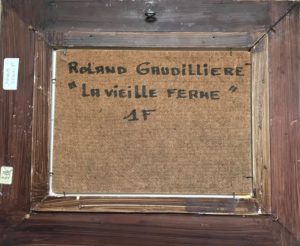 ROLAND GAUDILLIERE
"LA VIEILLE FERME"
1F